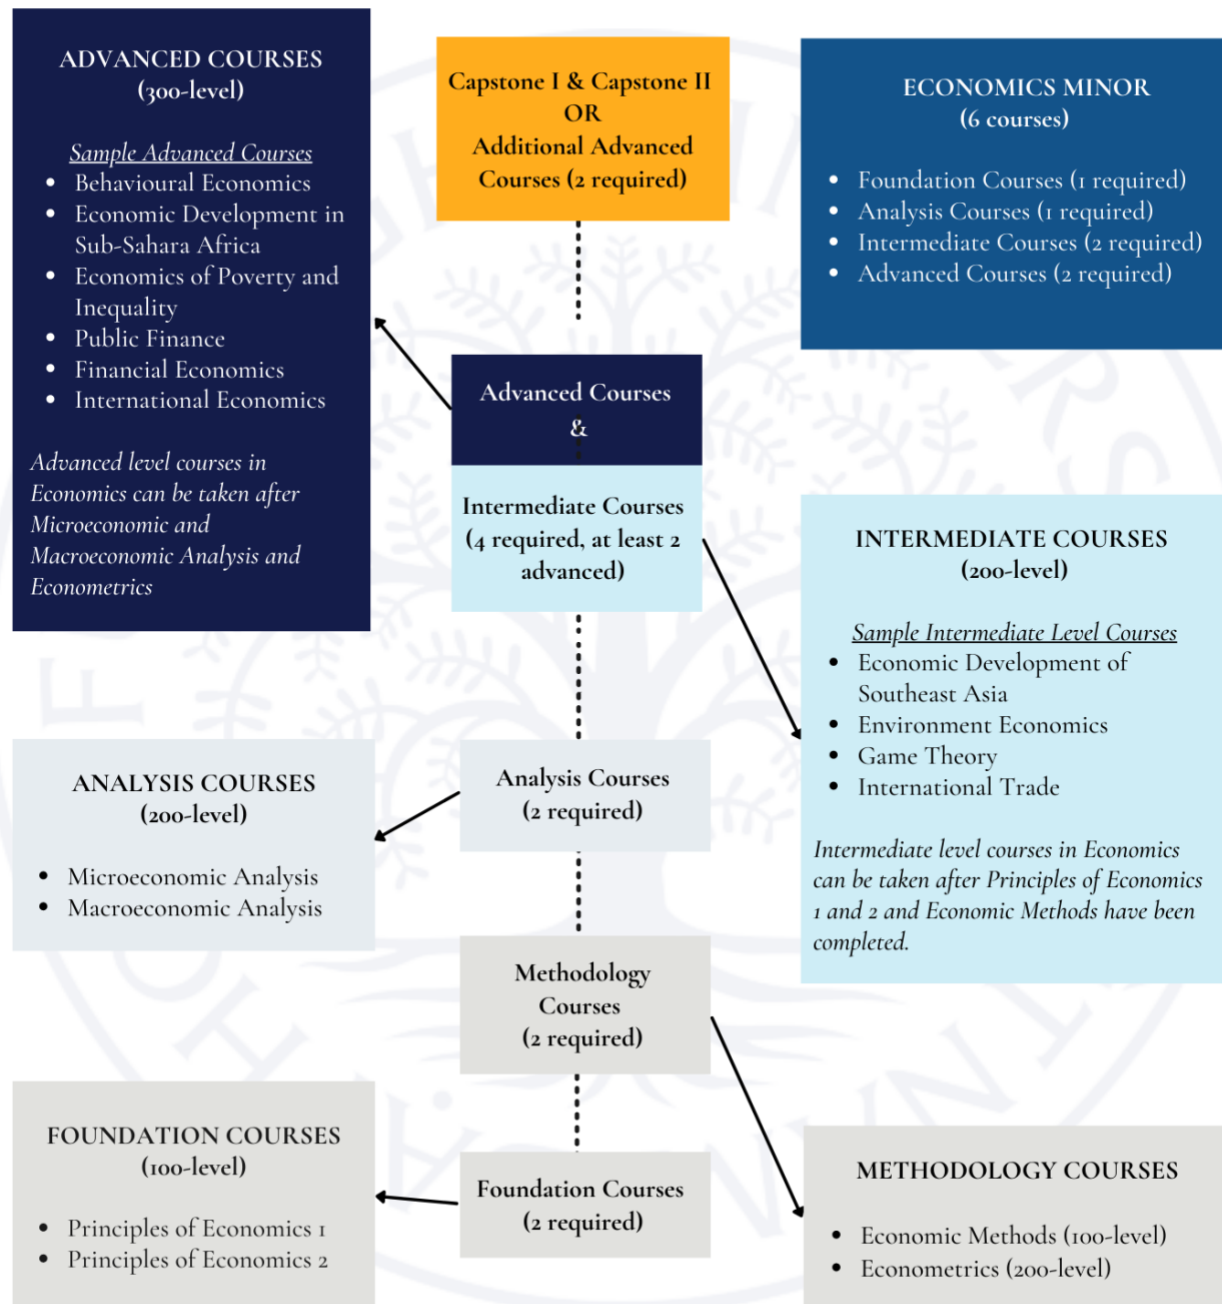 ADVANCED COURSES
(300-level)
Sample Advanced Courses
• Behavioural Economics
• Economic Development in
Sub-Sahara Africa
• Economics of Poverty and
Inequality
• Public Finance
• Financial Economics
• International Economics
Advanced level courses in
Economics can be taken after
Microeconomic and
Macroeconomic Analysis and
Econometrics
Capstone I & Capstone II
OR
Additional Advanced
Courses (2 required)
ECONOMICS MINOR
(6 courses)
• Foundation Courses (1 required)
• Analysis Courses (1 required)
• Intermediate Courses (2 required)
• Advanced Courses (2 required)
Advanced Courses
&
Intermediate Courses
(4 required, at least 2
advanced)
INTERMEDIATE COURSES
(200-level)
Sample Intermediate Level Courses
• Economic Development of
Southeast Asia
• Environment Economics
• Game Theory
• International Trade
Intermediate level courses in Economics
can be taken after Principles of Economics
1 and 2 and Economic Methods have been
completed.
ANALYSIS COURSES
(200-level)
• Microeconomic Analysis
• Macroeconomic Analysis
Analysis Courses
(2 required)
Methodology
Courses
(2 required)
FOUNDATION COURSES
(100-level)
• Principles of Economics 1
• Principles of Economics 2
Foundation Courses
(2 required)
METHODOLOGY COURSES
• Economic Methods (100-level)
• Econometrics (200-level)